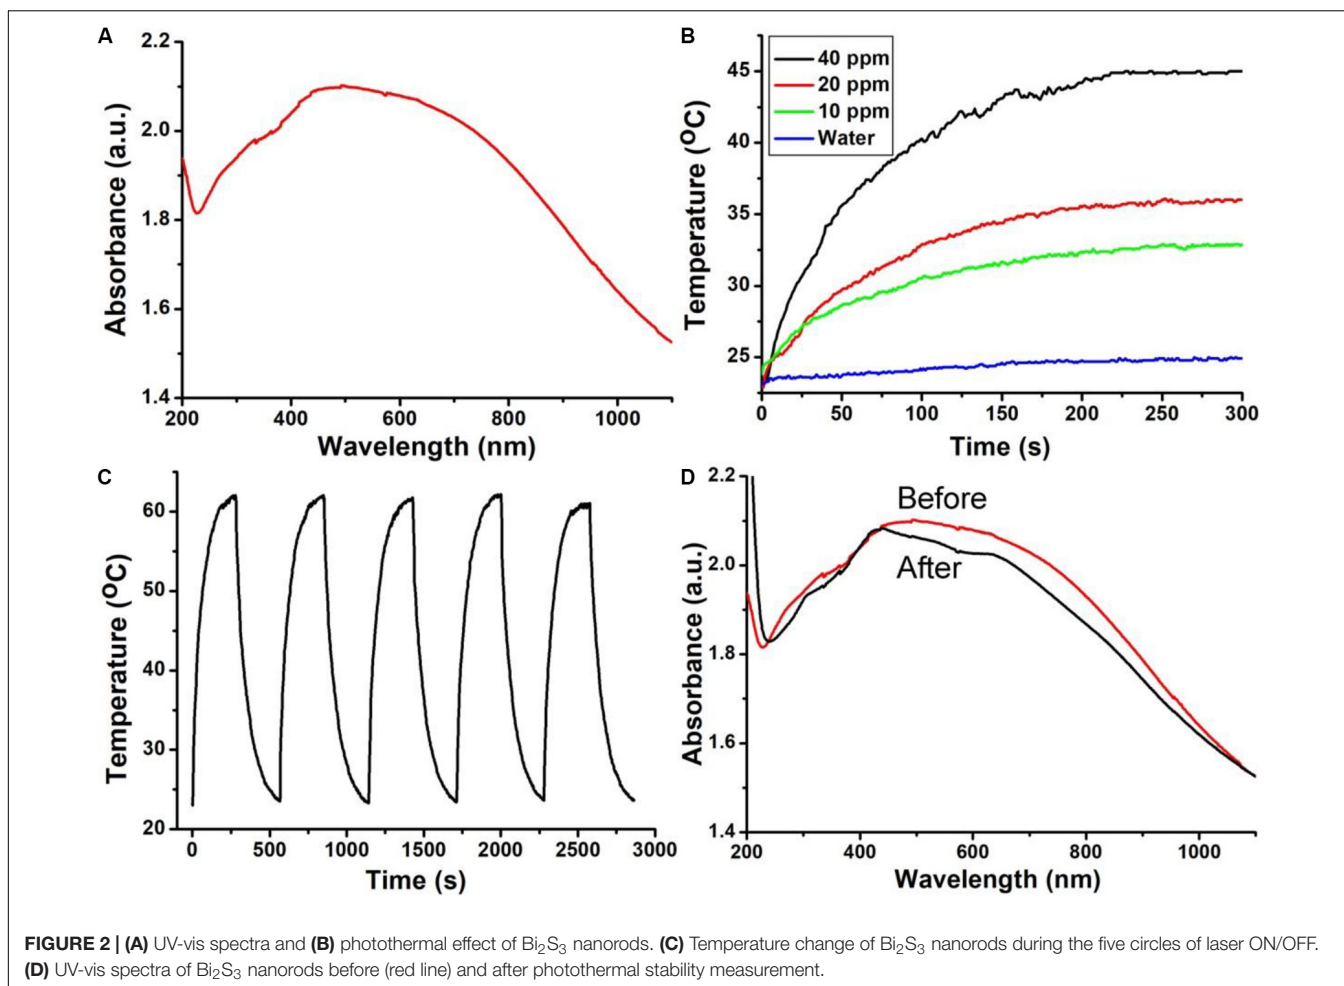 A
2.2
2.0
1.8
1.6
1.4
Absorbance (a.u.)
200 400 600 800 1000
Wavelength (nm)
B
40 ppm
20 ppm
10 ppm
Water
45
40
35
30
25
Temperature (°C)
0 50 100 150 200 250 300
Time (s)
C
60
50
40
30
20
Temperature (°C)
0 500 1000 1500 2000 2500 3000
Time (s)
D
2.2
2.0
1.8
1.6
1.4
Absorbance (a.u.)
Before
After
200 400 600 800 1000
Wavelength (nm)
FIGURE 2 | (A) UV-vis spectra and (B) photothermal effect of Bi₂S₃ nanorods. (C) Temperature change of Bi₂S₃ nanorods during the five circles of laser ON/OFF.
(D) UV-vis spectra of Bi₂S₃ nanorods before (red line) and after photothermal stability measurement.